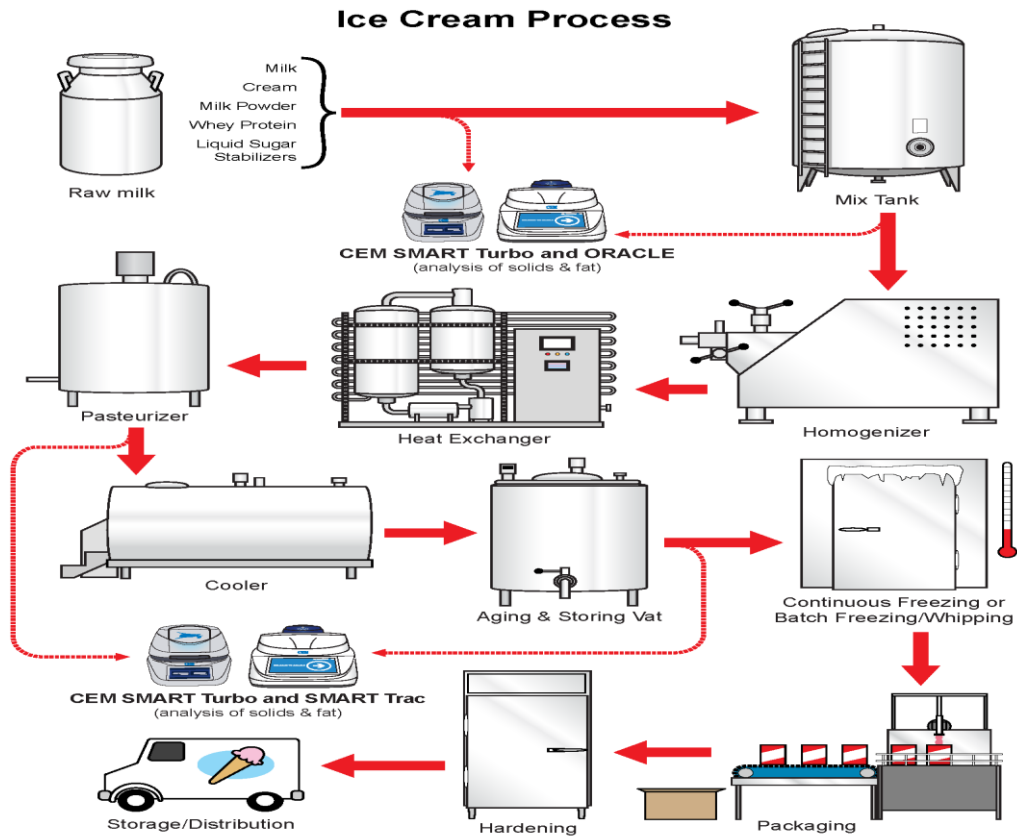 Ice Cream Process
Milk
Cream
Milk Powder
Whey Protein
Liquid Sugar
Stabilizers
Raw milk
Mix Tank
CEM SMART Turbo and ORACLE
(analysis of solids & fat)
Pasteurizer
Heat Exchanger
Homogenizer
Cooler
Aging & Storing Vat
Continuous Freezing or
Batch Freezing/Whipping
CEM SMART Turbo and SMART Trac
(analysis of solids & fat)
Storage/Distribution
Hardening
Packaging